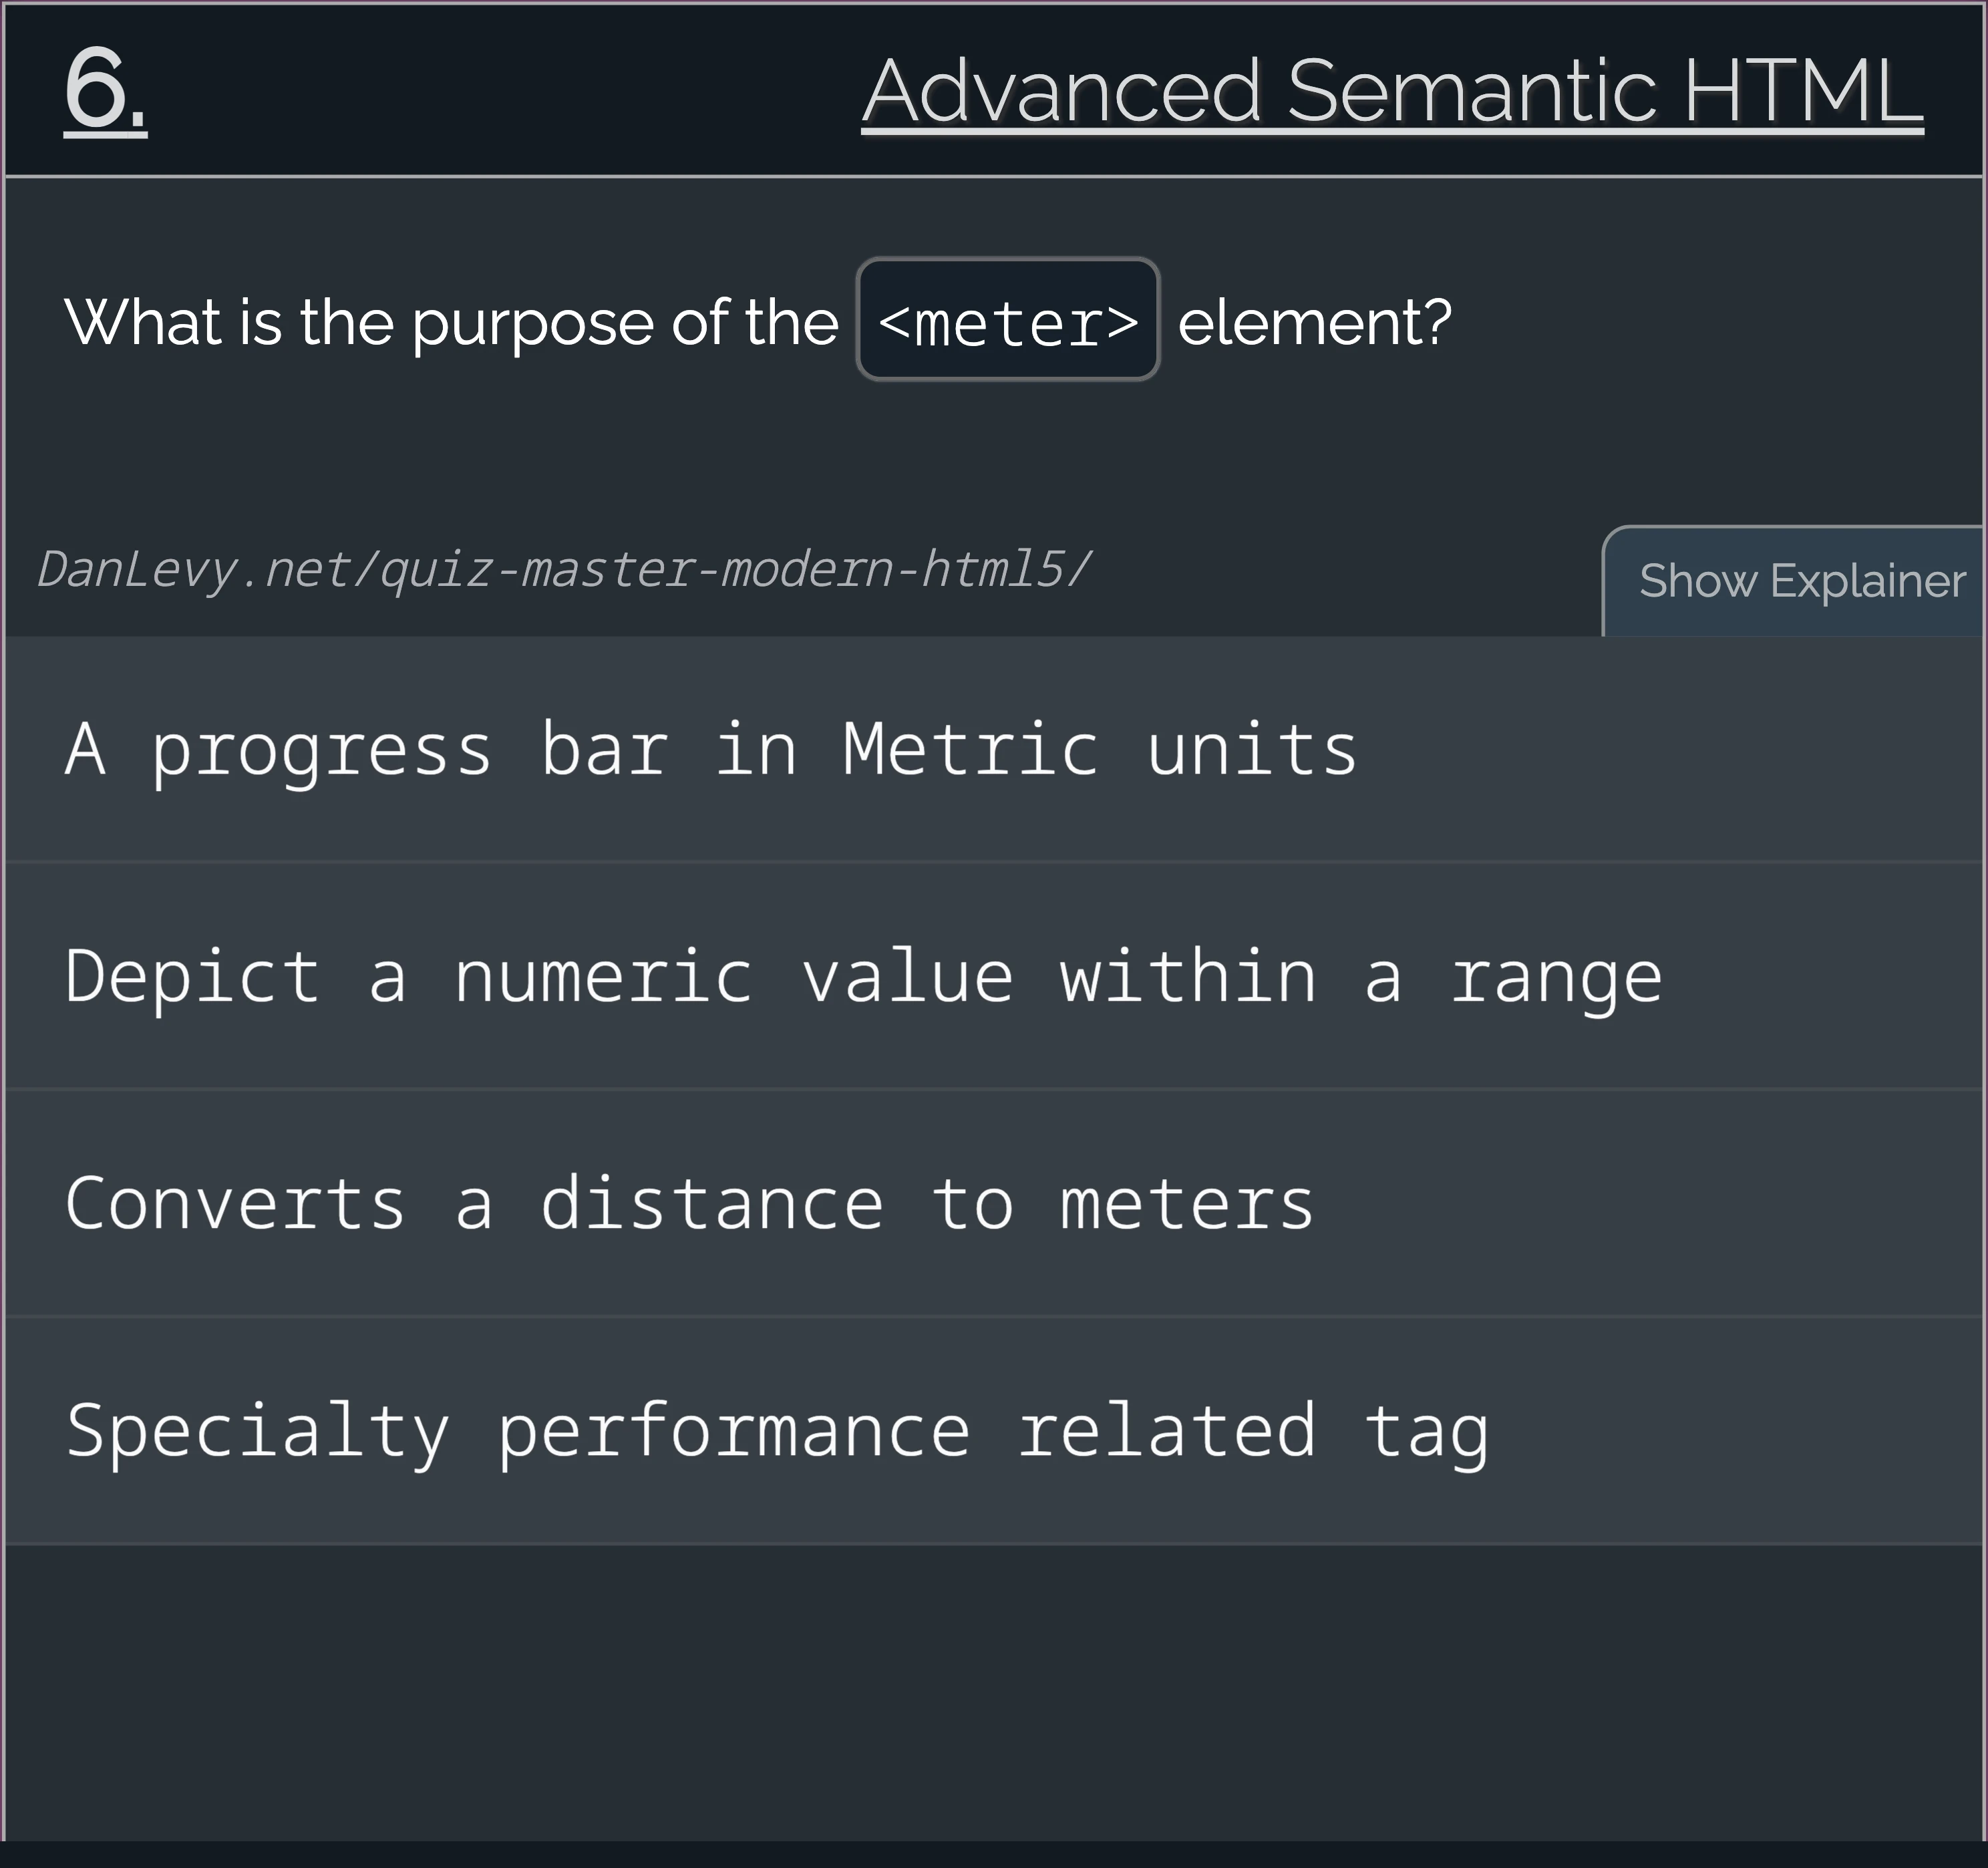 6.
Advanced Semantic HTML
What is the purpose of the <meter> element?
DanLevy.net/quiz-master-modern-html5/
Show Explainer
A progress bar in Metric units
Depict a numeric value within a range
Converts a distance to meters
Specialty performance related tag